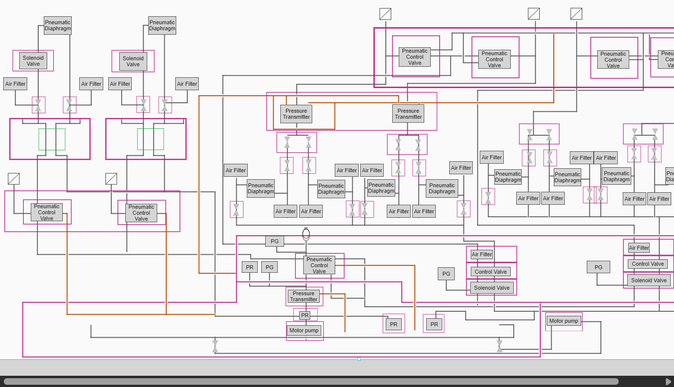 Pneumatic
Diaphragm
Pneumatic
Diaphragm
Solenoid
Valve
Solenoid
Valve
Pneumatic
Control
Valve
Pneumatic
Control
Valve
Pneumatic
Control
Valve
Air Filter
Air Filter
Air Filter
Air Filter
Pressure
Transmitter
Pressure
Transmitter
Air Filter
Air Filter
Air Filter
Air Filter
Air Filter
Air Filter
Air Filter
Pneumatic
Diaphragm
Pneumatic
Diaphragm
Pneumatic
Diaphragm
Pneumatic
Diaphragm
Pneumatic
Diaphragm
Pneumatic
Diaphragm
Pneumatic
Diaphragm
Air Filter
Air Filter
Air Filter
Air Filter
Air Filter
Air Filter
Air Filter
Air Filter
Pneumatic
Control
Valve
Pneumatic
Control
Valve
PG
Air Filter
Air Filter
PR
PG
Pneumatic
Control
Valve
PG
Control Valve
PG
Control Valve
Solenoid Valve
Solenoid Valve
Pressure
Transmitter
PR
PR
PR
Motor pump
Motor pump